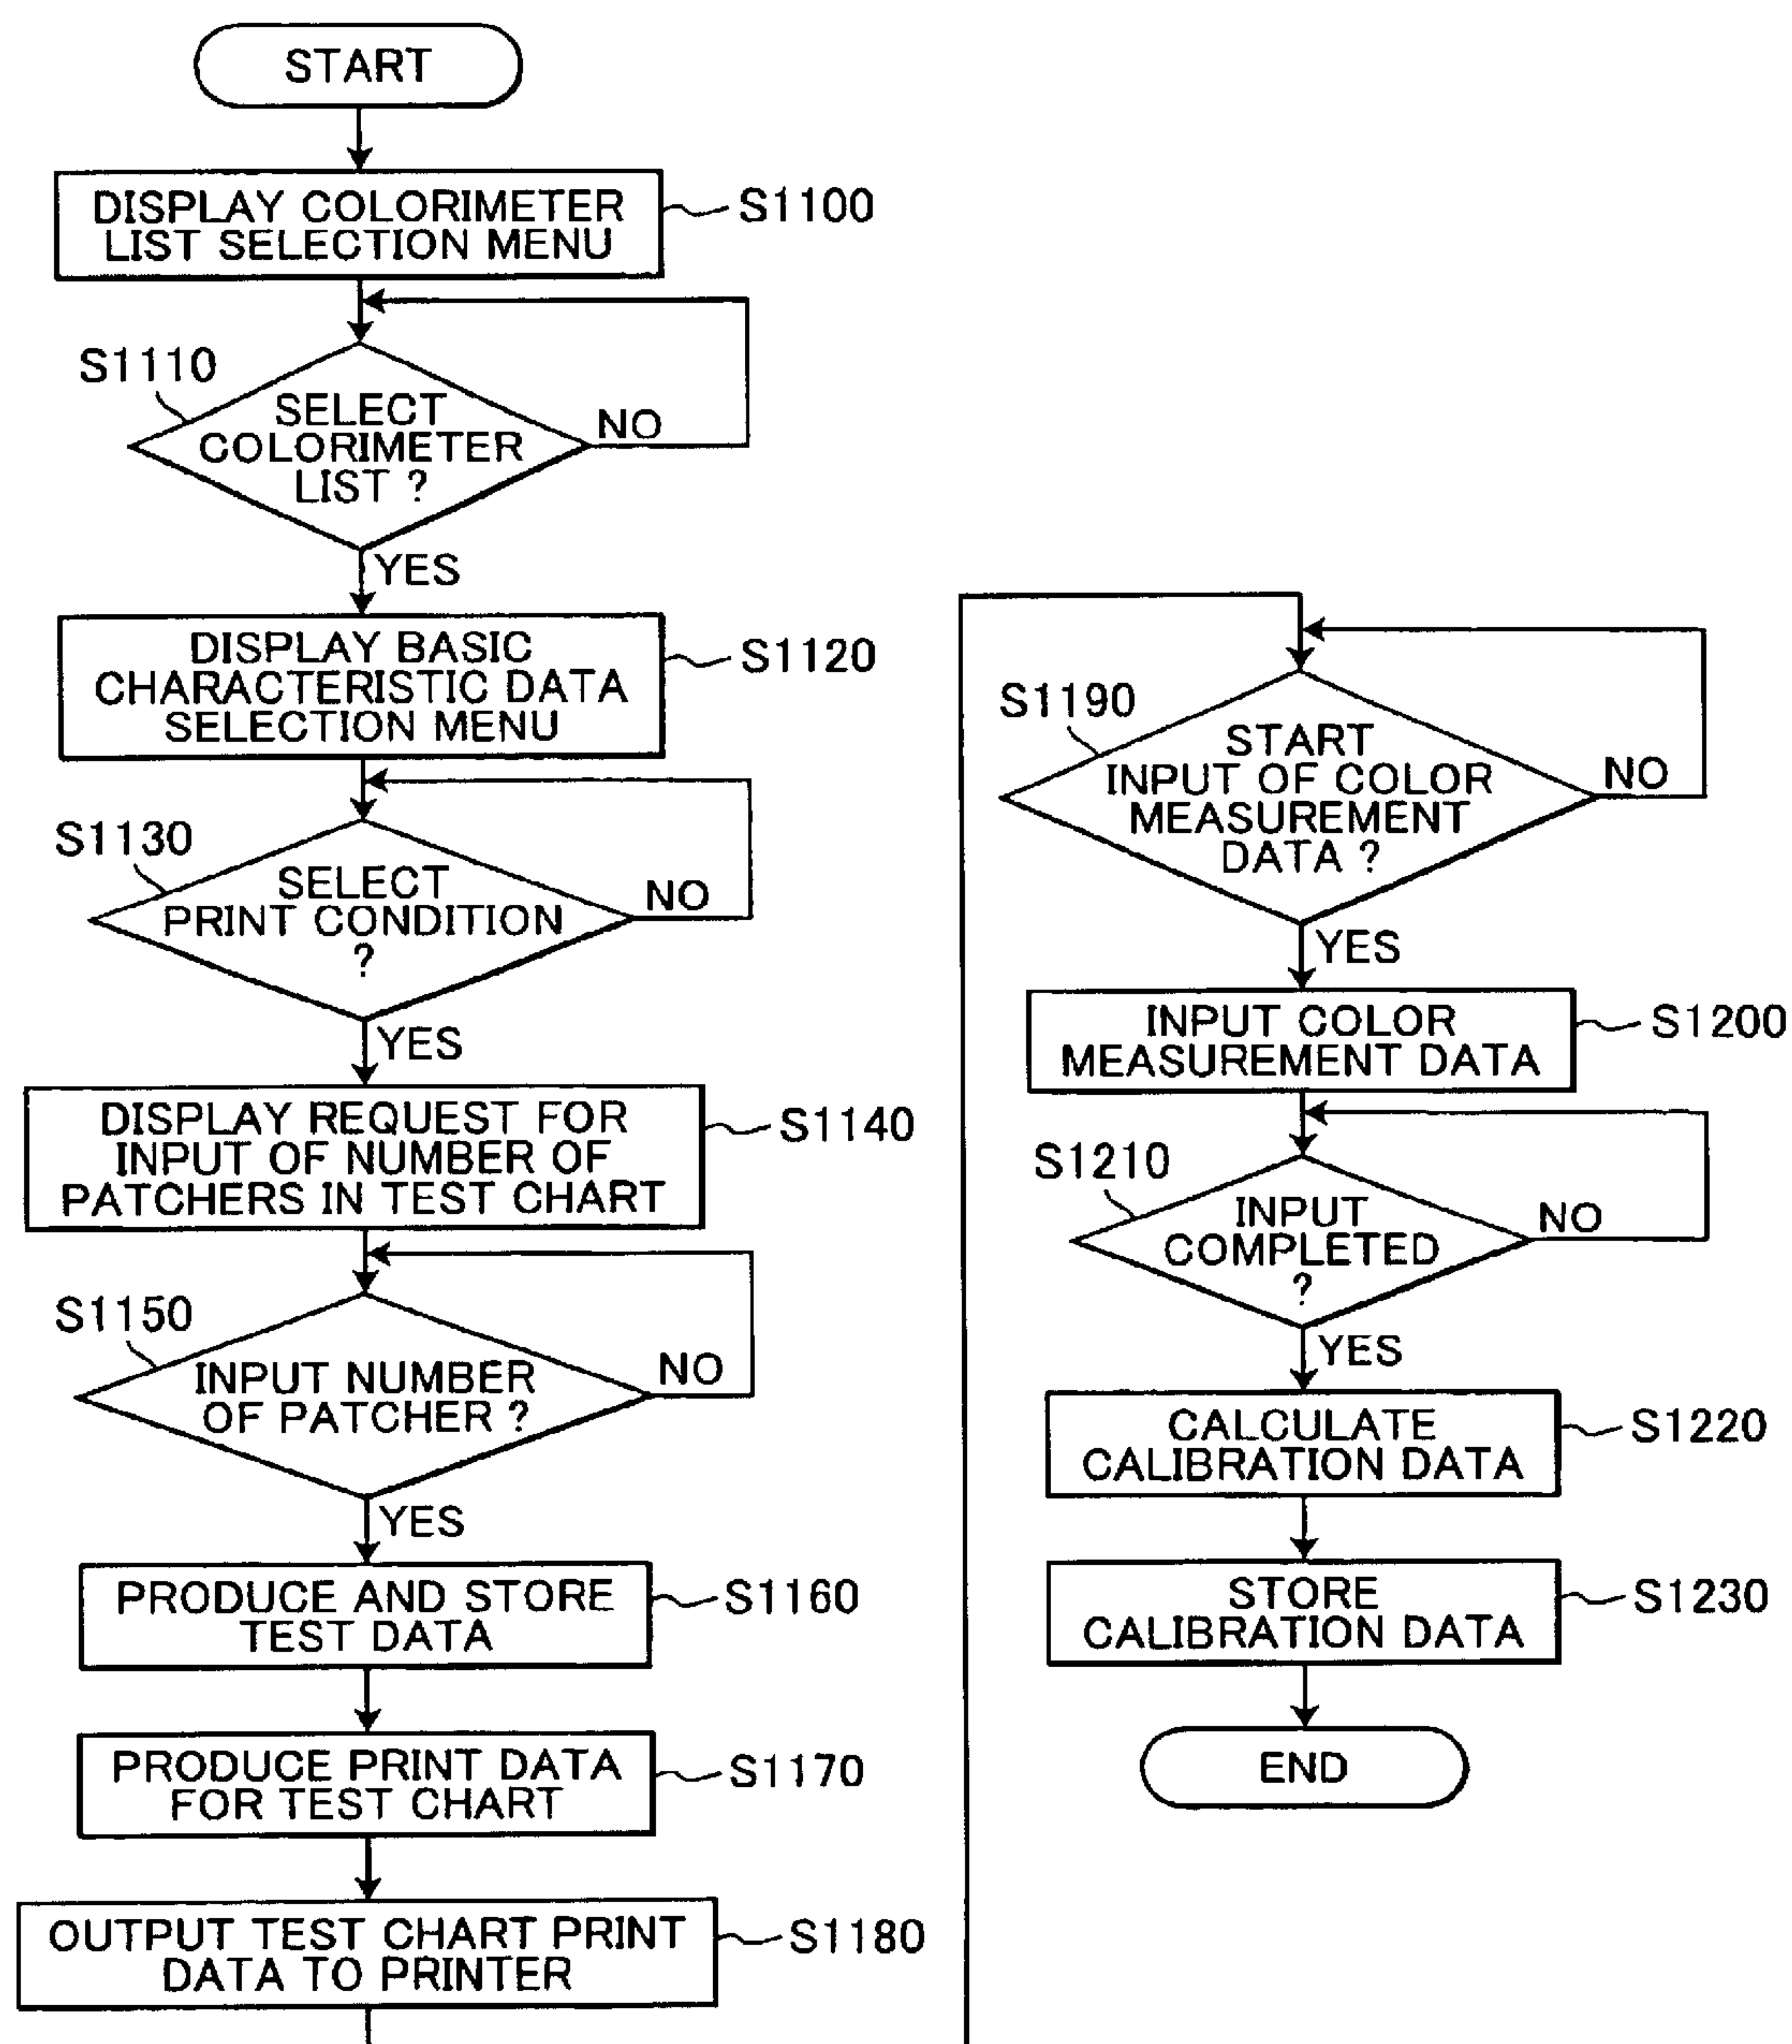 START
DISPLAY COLORIMETER
LIST SELECTION MENU
S1100
S1110
SELECT
COLORIMETER
LIST ?
NO
YES
DISPLAY BASIC
CHARACTERISTIC DATA
SELECTION MENU
S1120
S1130
SELECT
PRINT CONDITION
?
NO
YES
DISPLAY REQUEST FOR
INPUT OF NUMBER OF
PATCHERS IN TEST CHART
S1140
S1150
INPUT NUMBER
OF PATCHER ?
NO
YES
PRODUCE AND STORE
TEST DATA
S1160
PRODUCE PRINT DATA
FOR TEST CHART
S1170
OUTPUT TEST CHART PRINT
DATA TO PRINTER
S1180
S1190
START
INPUT OF COLOR
MEASUREMENT
DATA ?
NO
YES
INPUT COLOR
MEASUREMENT DATA
S1200
S1210
INPUT
COMPLETED
?
NO
YES
CALCULATE
CALIBRATION DATA
S1220
STORE
CALIBRATION DATA
S1230
END